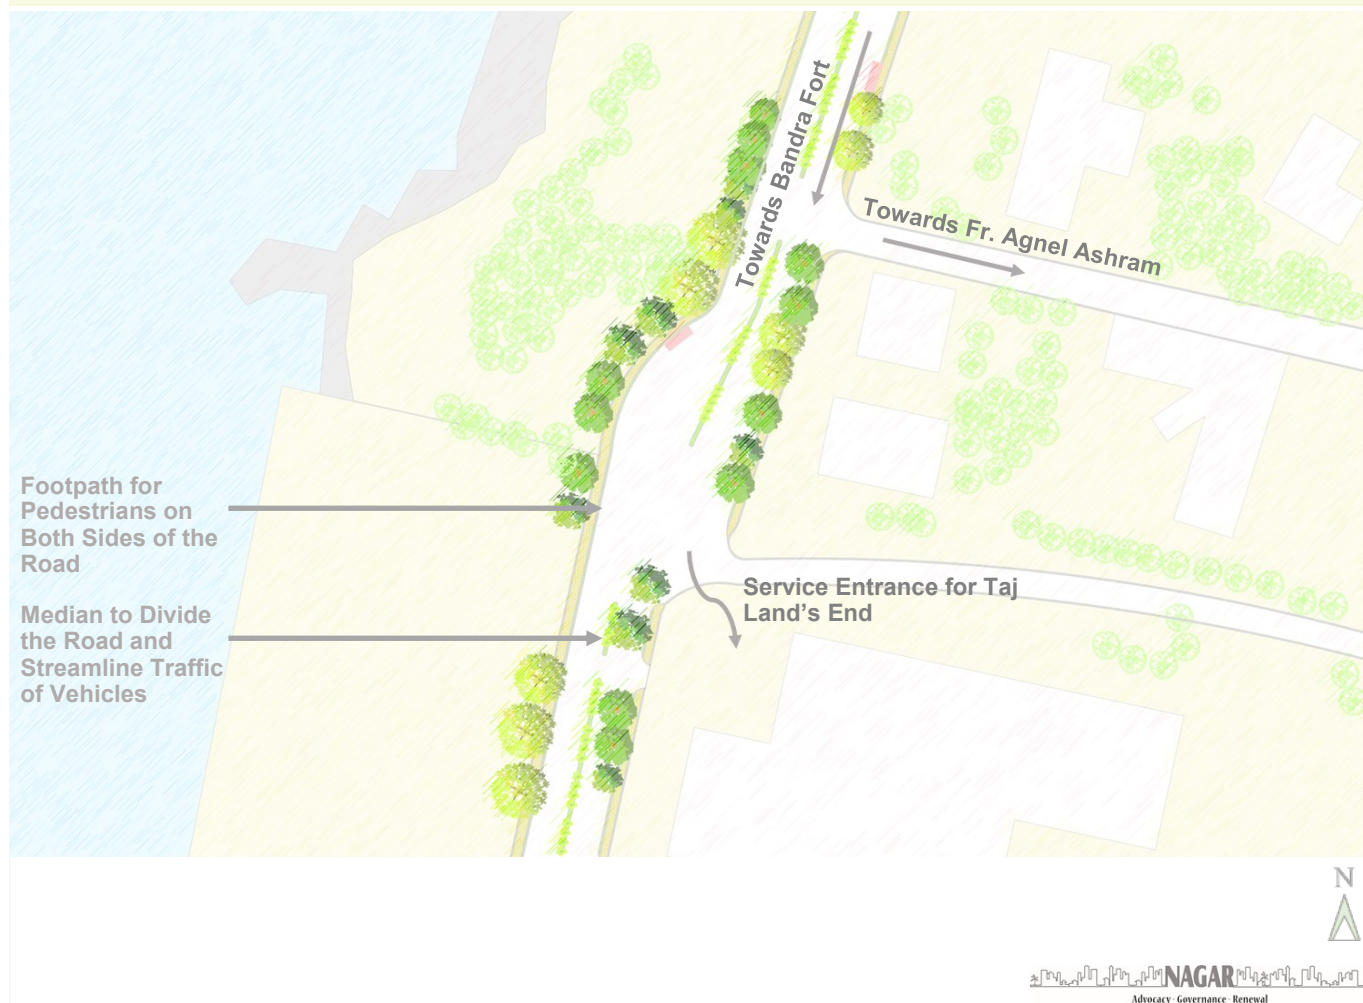 Towards Bandra Fort
Towards Fr. Agnel Ashram
Footpath for
Pedestrians on
Both Sides of the
Road
Service Entrance for Taj
Land's End
Median to Divide
the Road and
Streamline Traffic
of Vehicles
N
NAGAR
Advocacy - Governance - Renewal